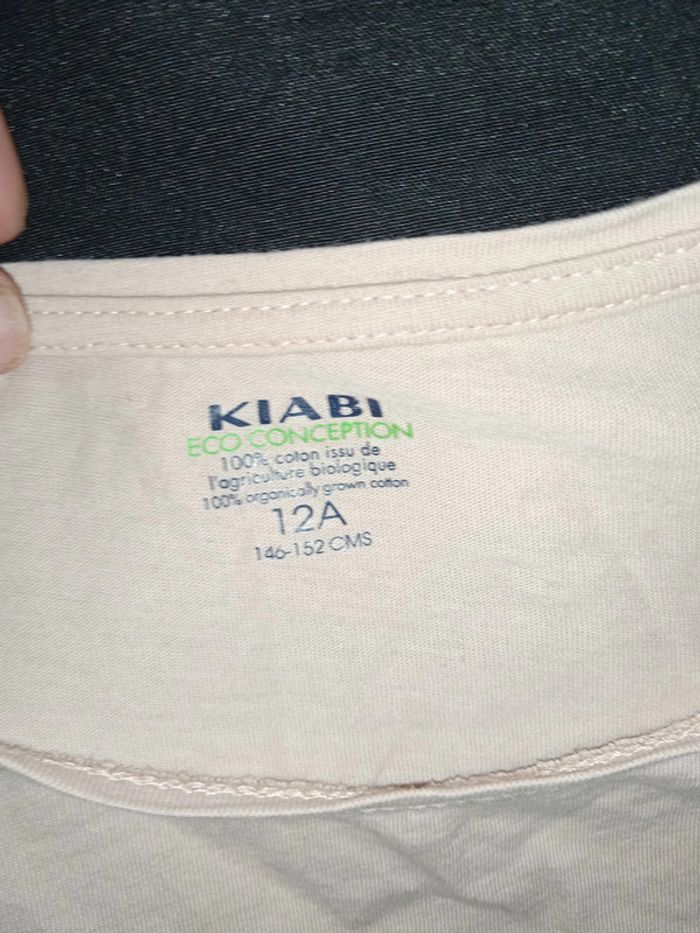 KIABI
ECO CONCEPTION
100% coton issu de
l'agriculture biologique
100% organically grown cotton
12A
146-152 CMS